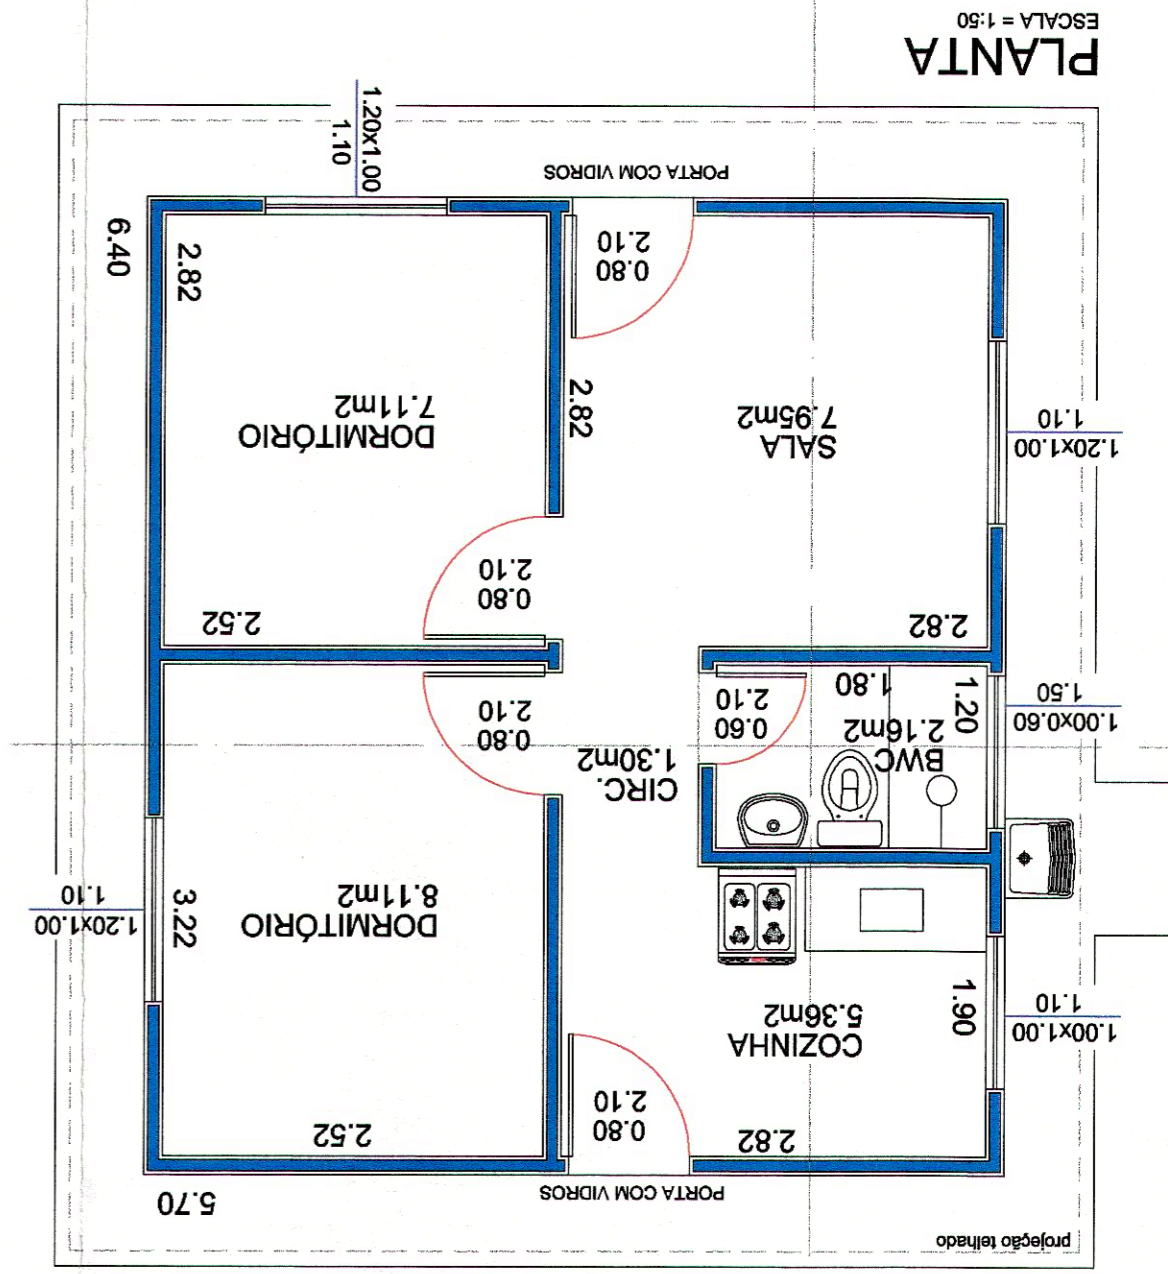 projeção telhado
PORTA COM VIDROS
5.70
2.82
0.80
2.10
2.52
COZINHA
5.36m2
1.90
1.00x1.00
1.10
DORMITÓRIO
8.11m2
3.22
1.20x1.00
1.10
CIRC.
1.30m2
BWC
2.16m2
0.60
2.10
1.80
1.20
1.00x0.60
1.50
0.80
2.10
2.82
0.80
2.10
2.52
SALA
7.95m2
1.20x1.00
1.10
2.82
DORMITÓRIO
7.11m2
2.82
6.40
0.80
2.10
PORTA COM VIDROS
1.20x1.00
1.10
PLANTA
ESCALA = 1:50